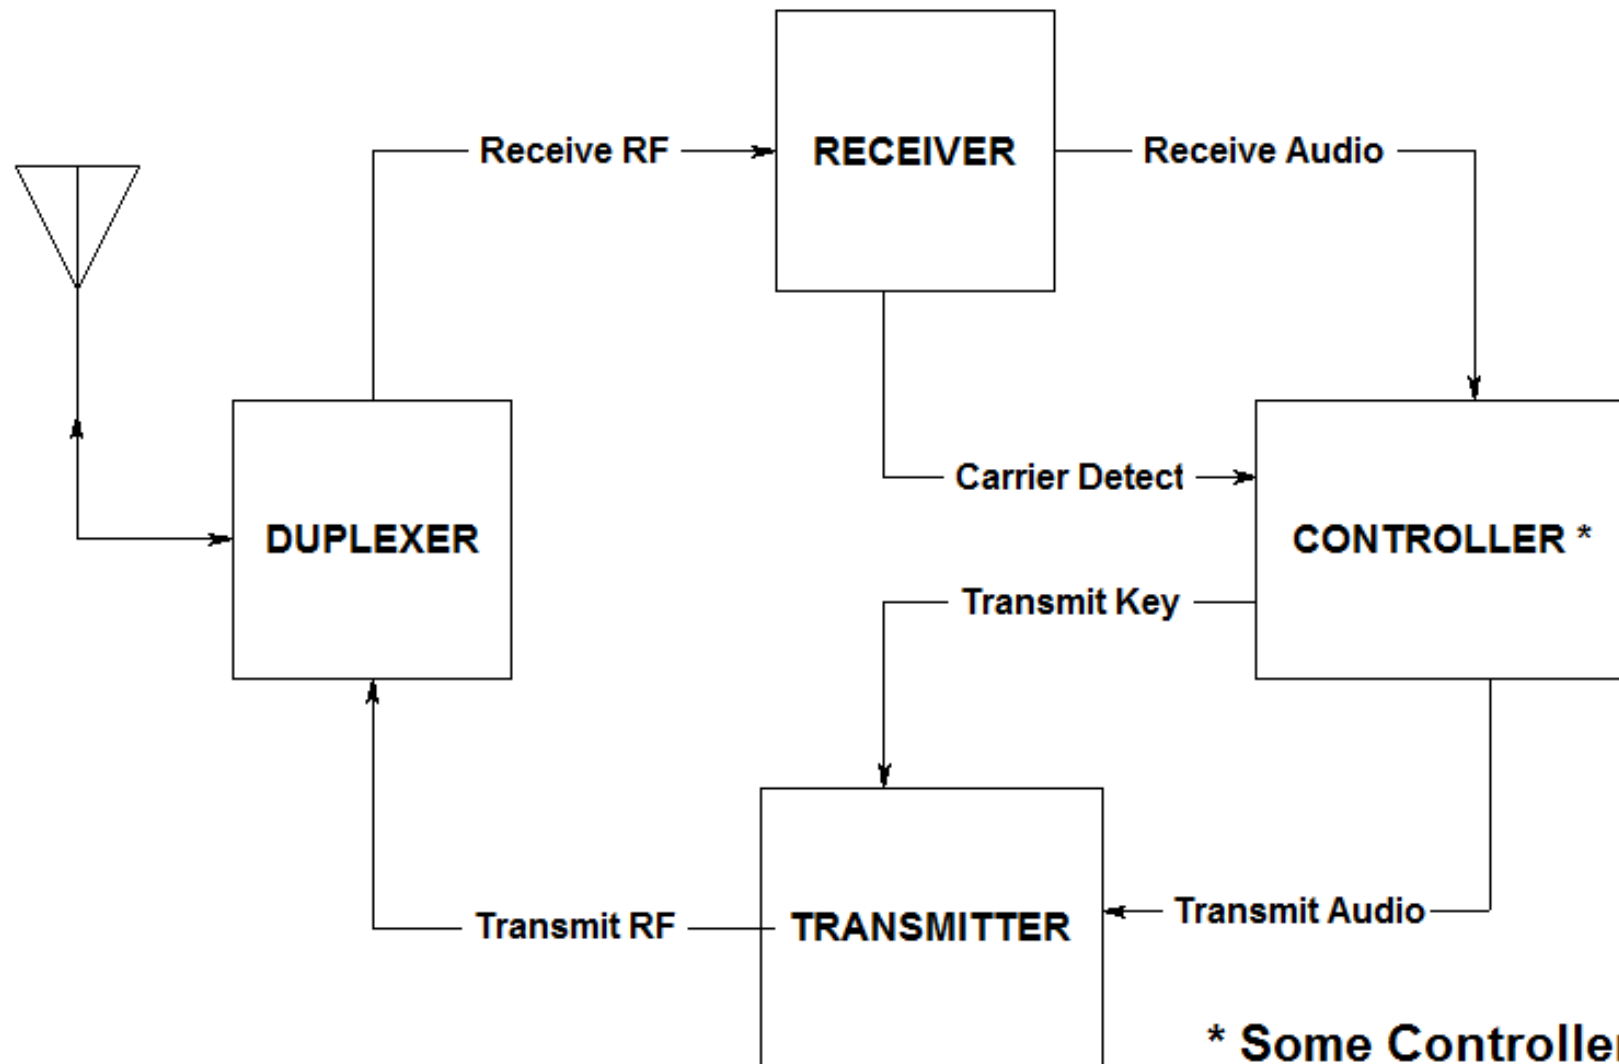 Receive RF
RECEIVER
Receive Audio
Carrier Detect
DUPLEXER
CONTROLLER *
Transmit Key
Transmit Audio
Transmit RF
TRANSMITTER
* Some